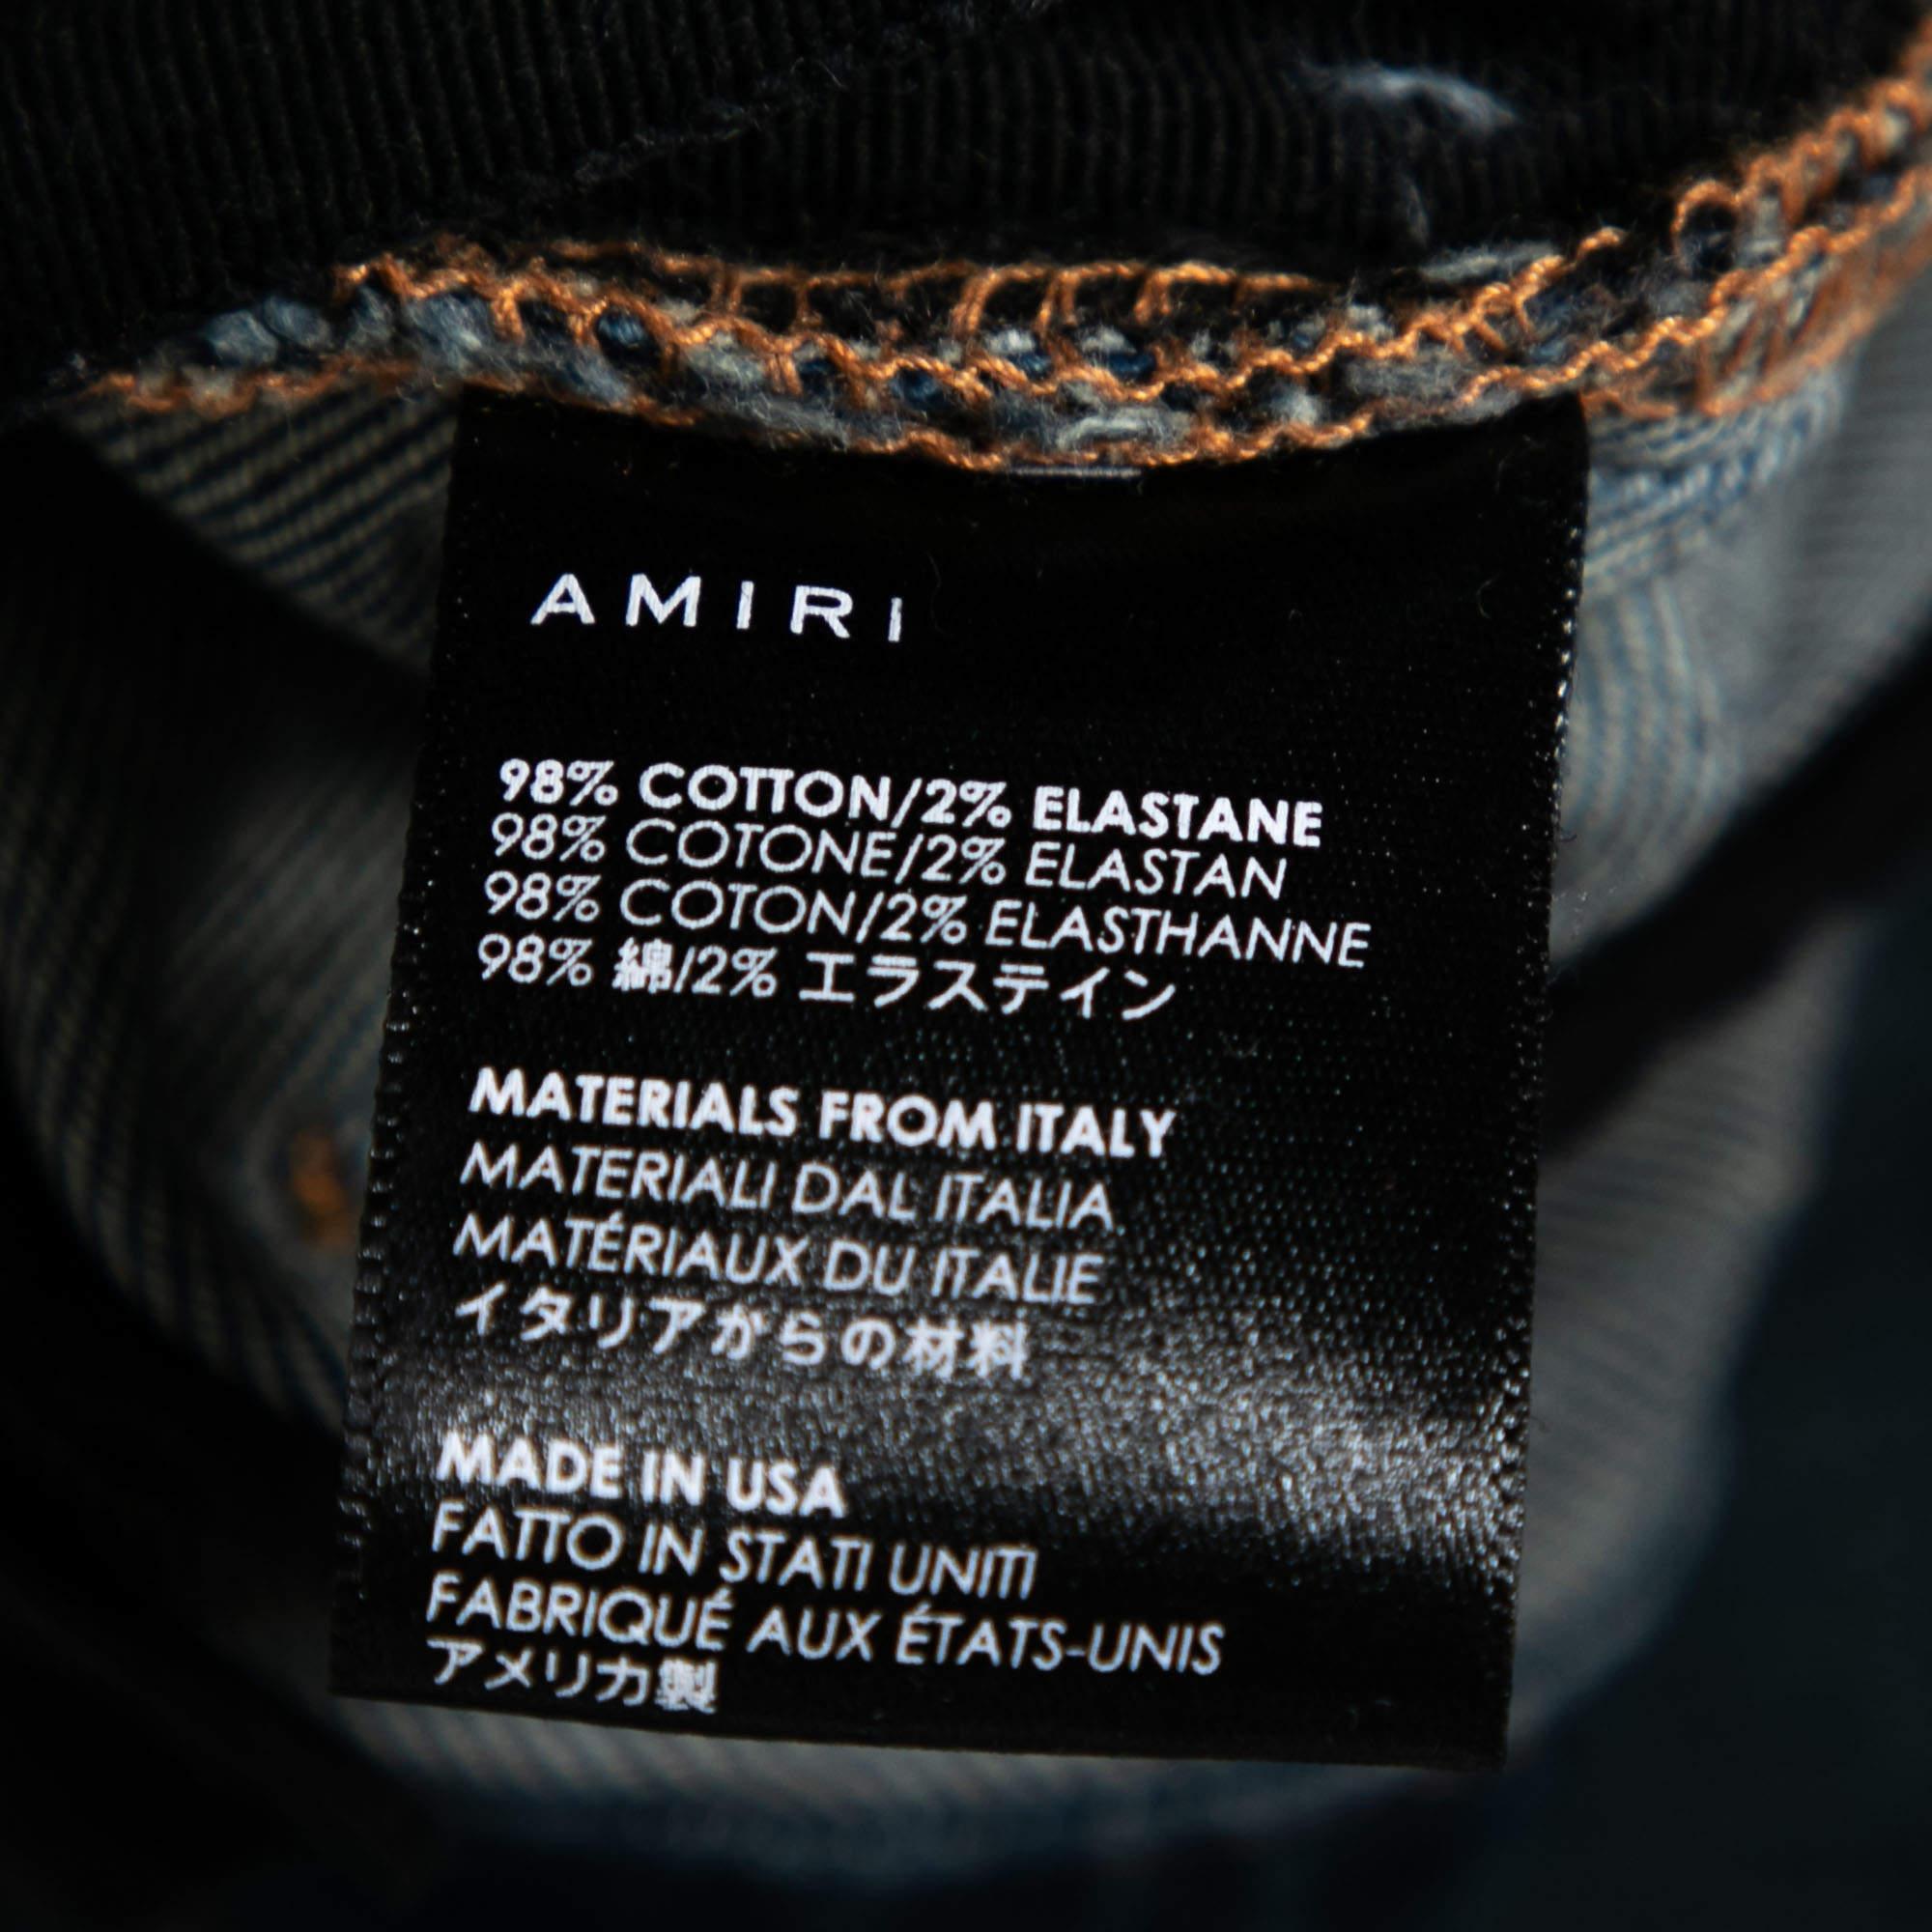 AMIRI
98% COTTON/2% ELASTANE
98% COTONE/2% ELASTAN
98% COTON/2% ELASTHANNE
98% 綿/2% エラステイン
MATERIALS FROM ITALY
MATERIALI DAL ITALIA
MATÉRIAUX DU ITALIE
イタリアからの材料
MADE IN USA
FATTO IN STATI UNITI
FABRIQUÉ AUX ÉTATS-UNIS
アメリカ製